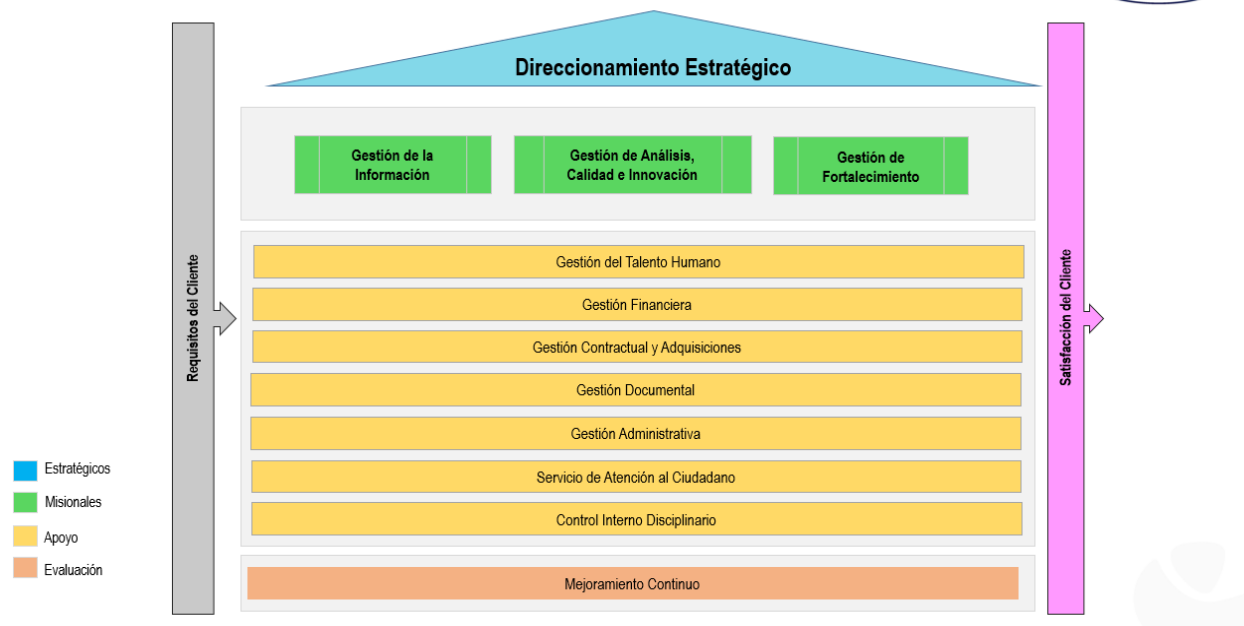 Direccionamiento Estratégico
Gestión de la
Información
Gestión de Análisis,
Calidad e Innovación
Gestión de
Fortalecimiento
Requisitos del Cliente
Gestión del Talento Humano
Gestión Financiera
Gestión Contractual y Adquisiciones
Gestión Documental
Gestión Administrativa
Servicio de Atención al Ciudadano
Control Interno Disciplinario
Mejoramiento Continuo
Satisfacción del Cliente
Estratégicos
Misionales
Apoyo
Evaluación